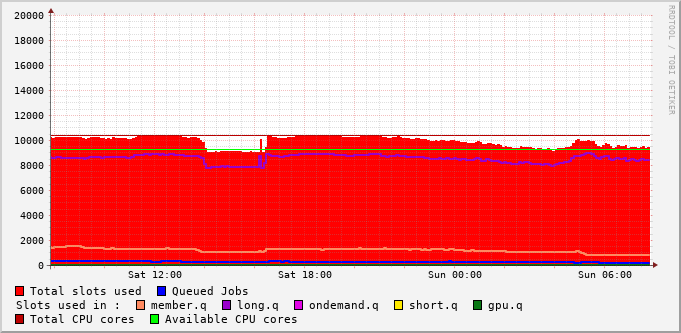 20000
18000
16000
14000
12000
10000
8000
6000
4000
2000
0
Sat 12:00 Sat 18:00 Sun 00:00 Sun 06:00
RRDTOOL / TOBI OETIKER
Total slots used Queued Jobs
Slots used in : member.q long.q ondemand.q short.q gpu.q
Total CPU cores Available CPU cores